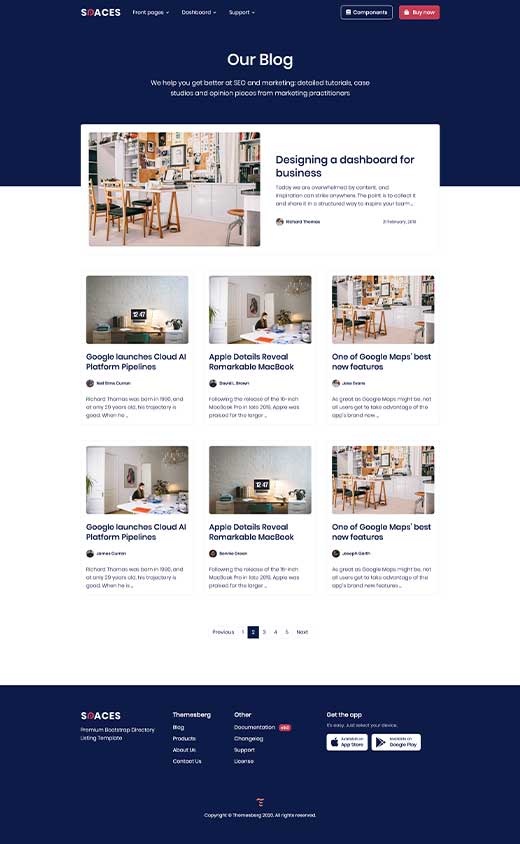 SPACES
Front pages
Dashboard
Support
Components
Buy now
Our Blog
We help you get better at SEO and marketing: detailed tutorials, case
studies and opinion pieces from marketing practitioners
Designing a dashboard for
business
Today we are overwhelmed by content, and
inspiration can strike anywhere. The point is to collect it
and share it in a structured way to inspire your team ...
Richard Thomas
21 February, 2019
12 47
Google launches Cloud AI
Platform Pipelines
Neil Sims Curran
Richard Thomas was born in 1990, and
at only 29 years old, his trajectory is
good. When he ...
Apple Details Reveal
Remarkable MacBook
David L. Brown
Following the release of the 16-inch
MacBook Pro in late 2019, Apple was
praised for the larger ...
One of Google Maps' best
new features
Jose Evans
As great as Google Maps might be, not
all users get to take advantage of the
app's brand new ...
Google launches Cloud AI
Platform Pipelines
James Curran
Richard Thomas was born in 1990, and
at only 29 years old, his trajectory is
good. When he is ...
12 47
Apple Details Reveal
Remarkable MacBook
Bonnie Green
Following the release of the 16-inch
MacBook Pro in late 2019, Apple was
praised for the larger ...
One of Google Maps' best
new features
Joseph Garth
As great as Google Maps might be, not
all users get to take advantage of the
app's brand new features ...
Previous 1 2 3 4 5 Next
SPACES
Premium Bootstrap Directory
Listing Template
Themesberg
Blog
Products
About Us
Contact Us
Other
Documentation
Changelog
Support
License
Get the app
It's easy. Just select your device.
Available on
App Store
Available on
Google Play
Copyright © Themesberg 2020. All rights reserved.